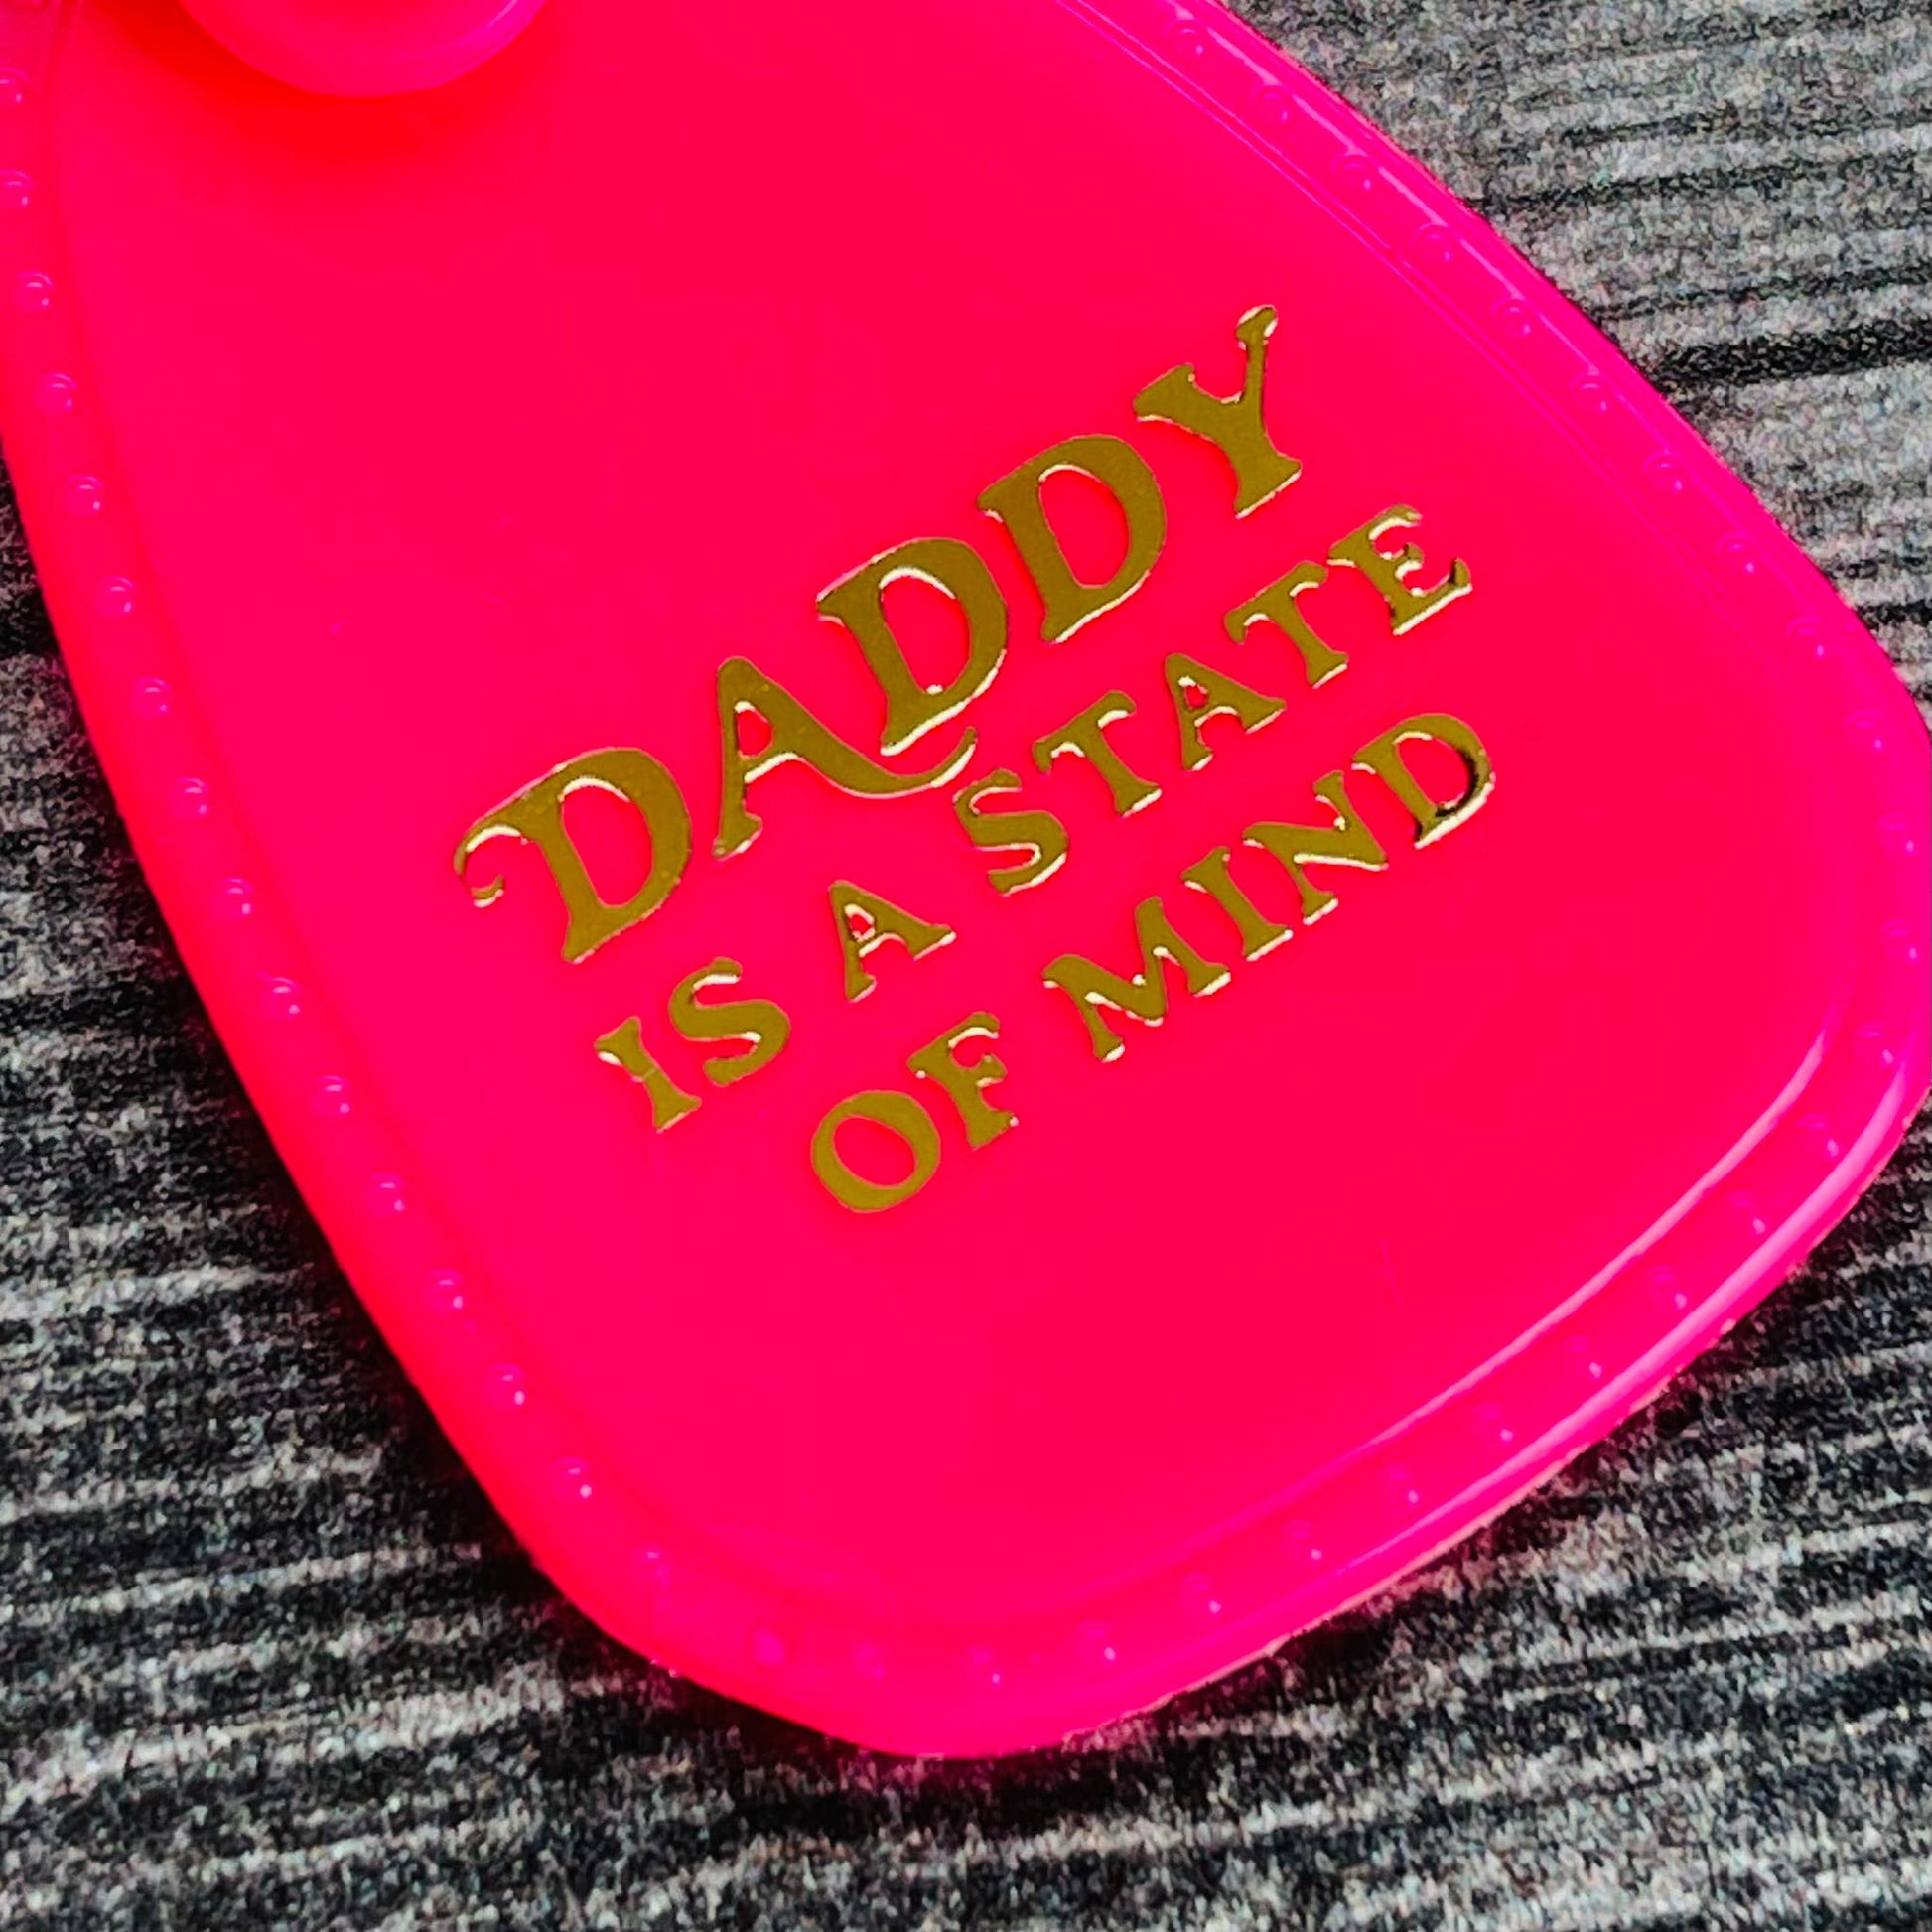 DADDY
IS A STATE
OF MIND